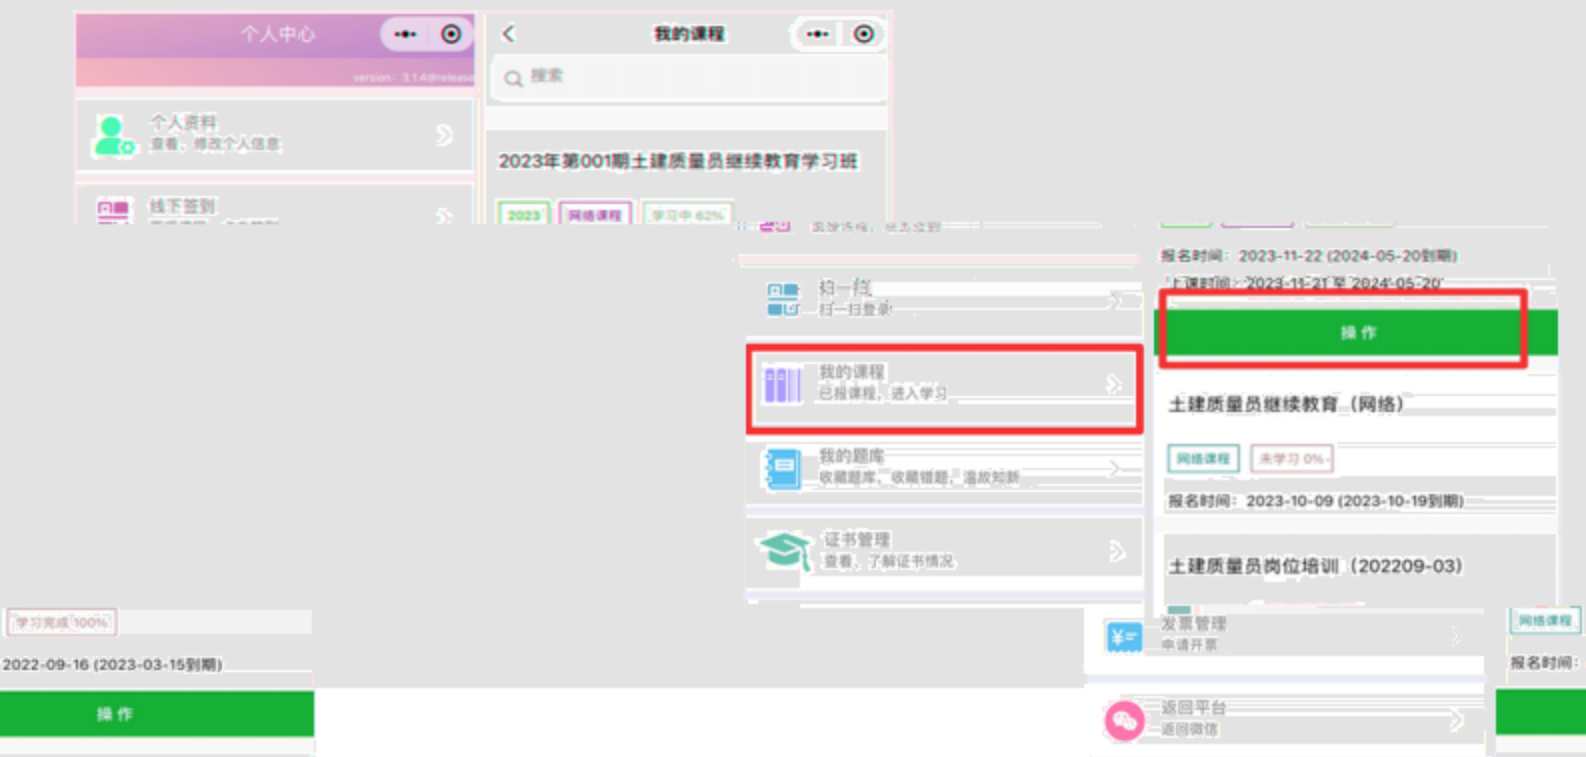 个人中心
version: 3.1.4@release
个人资料
查看、修改个人信息
线下签到
我的课程
搜索
2023年第001期土建质量员继续教育学习班
2023
网络课程
学习中 62%
扫一扫
扫一扫登录
我的课程
已报课程，进入学习
我的题库
收藏题库，收藏错题，温故知新
证书管理
查看、了解证书情况
报名时间：2023-11-22 (2024-05-20到期)
上课时间：2023-11-21 至 2024-05-20
操作
土建质量员继续教育（网络）
网络课程
未学习 0%
报名时间：2023-10-09 (2023-10-19到期)
土建质量员岗位培训（202209-03）
学习完成 100%
2022-09-16 (2023-03-15到期)
操作
发票管理
申请开票
返回平台
返回微信
网络课程
报名时间：